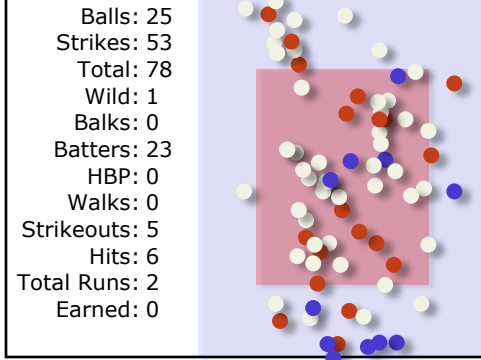 Balls: 25
Strikes: 53
Total: 78
Wild: 1
Balks: 0
Batters: 23
HBP: 0
Walks: 0
Strikeouts: 5
Hits: 6
Total Runs: 2
Earned: 0